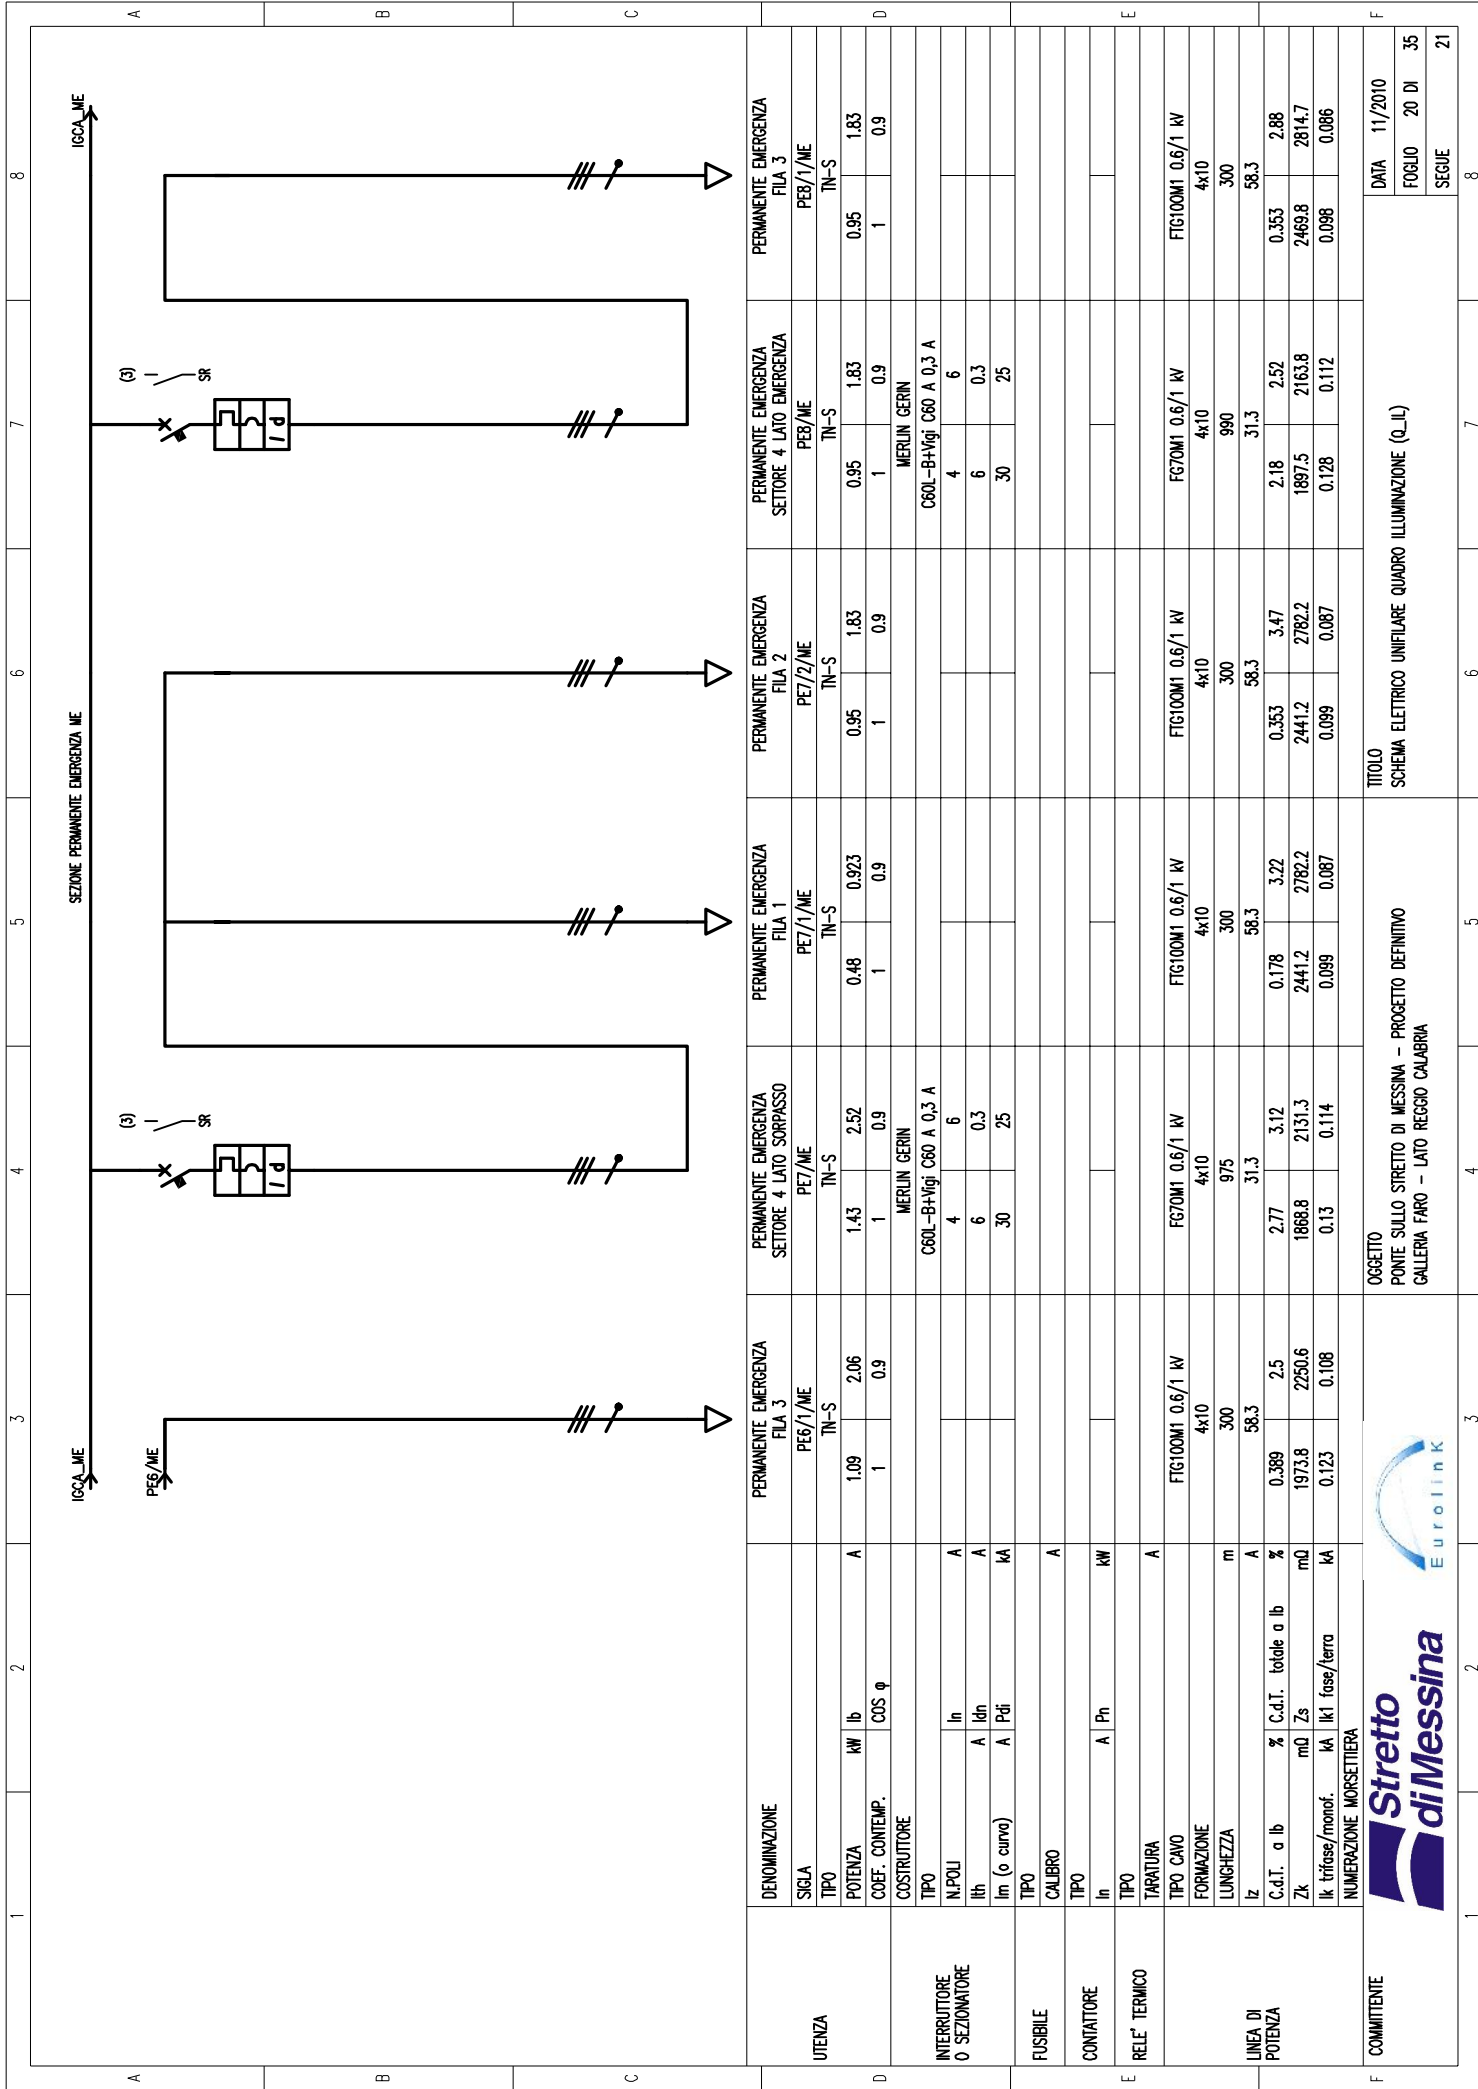 1 2 3 4 5 6 7 8
A A
B B
C C
D D
E E
F F
SEZIONE PERMANENTE EMERGENZA ME
IGCA_ME IGCA_ME
PE6/ME
(3) (3)
SR SR
I d I d
UTENZA
DENOMINAZIONE PERMANENTE EMERGENZA FILA 3 PERMANENTE EMERGENZA SETTORE 4 LATO SORPASSO PERMANENTE EMERGENZA FILA 1 PERMANENTE EMERGENZA FILA 2 PERMANENTE EMERGENZA SETTORE 4 LATO EMERGENZA PERMANENTE EMERGENZA FILA 3
SIGLA PE6/1/ME PE7/ME PE7/1/ME PE7/2/ME PE8/ME PE8/1/ME
TIPO TN-S TN-S TN-S TN-S TN-S TN-S
POTENZA kW Ib A 1.09 2.06 1.43 2.52 0.48 0.923 0.95 1.83 0.95 1.83 0.95 1.83
COEF. CONTEMP. COS φ 1 0.9 1 0.9 1 0.9 1 0.9 1 0.9 1 0.9
INTERRUTTORE
O SEZIONATORE
COSTRUTTORE MERLIN GERIN MERLIN GERIN
TIPO C60L-B+Vigi C60 A 0,3 A C60L-B+Vigi C60 A 0,3 A
N.POLI In A 4 6 4 6
Ith A Idn A 6 0.3 6 0.3
Im (o curva) A Pdi kA 30 25 30 25
FUSIBILE
TIPO
CALIBRO A
CONTATTORE
TIPO
In A Pn kW
RELE' TERMICO
TIPO
TARATURA A
LINEA DI
POTENZA
TIPO CAVO FTG10OM1 0.6/1 kV FG7OM1 0.6/1 kV FTG10OM1 0.6/1 kV FTG10OM1 0.6/1 kV FG7OM1 0.6/1 kV FTG10OM1 0.6/1 kV
FORMAZIONE 4x10 4x10 4x10 4x10 4x10 4x10
LUNGHEZZA m 300 975 300 300 990 300
Iz A 58.3 31.3 58.3 58.3 31.3 58.3
C.d.T. a Ib % C.d.T. totale a Ib % 0.389 2.5 2.77 3.12 0.178 3.22 0.353 3.47 2.18 2.52 0.353 2.88
Zk mΩ Zs mΩ 1973.8 2250.6 1868.8 2131.3 2441.2 2782.2 2441.2 2782.2 1897.5 2163.8 2469.8 2814.7
Ik trifase/monof. kA Ik1 fase/terra kA 0.123 0.108 0.13 0.114 0.099 0.087 0.099 0.087 0.128 0.112 0.098 0.086
NUMERAZIONE MORSETTIERA
COMMITTENTE
Stretto
di Messina
EurolinK
OGGETTO
PONTE SULLO STRETTO DI MESSINA - PROGETTO DEFINITIVO
GALLERIA FARO - LATO REGGIO CALABRIA
TITOLO
SCHEMA ELETTRICO UNIFILARE QUADRO ILLUMINAZIONE (Q_IL)
DATA 11/2010
FOGLIO 20 DI 35
SEGUE 21
1 2 3 4 5 6 7 8